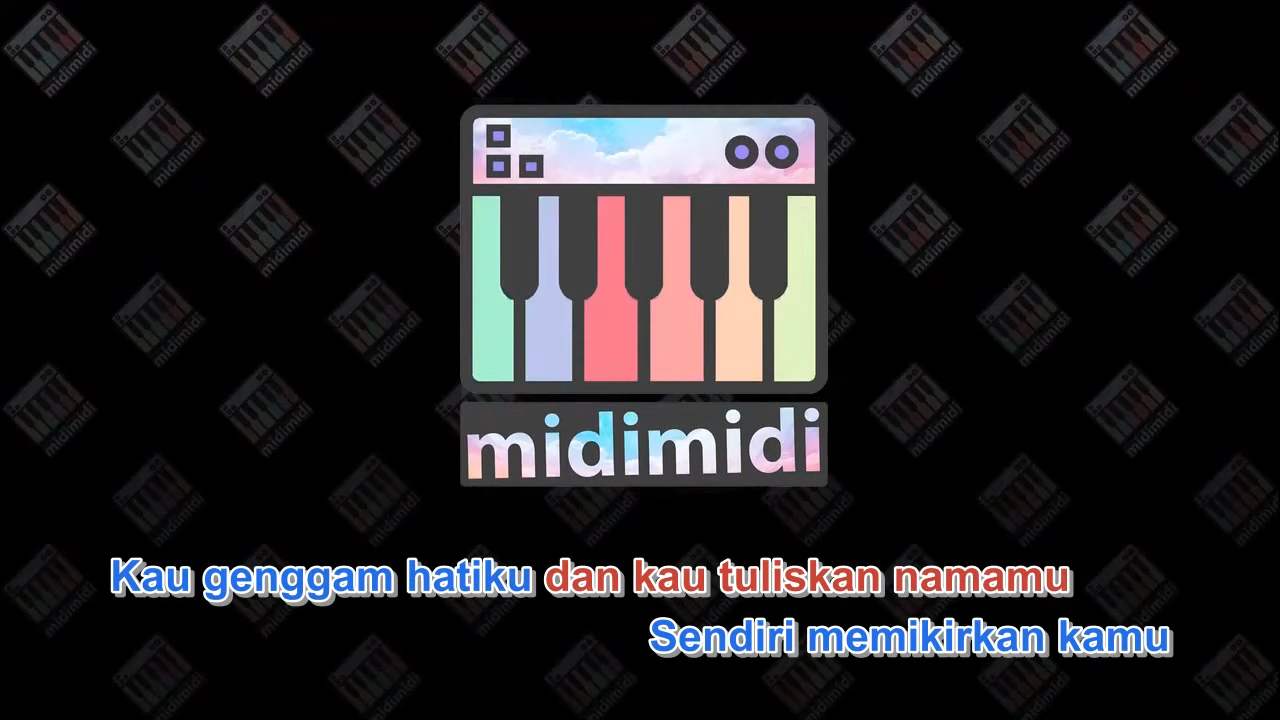 midimidi
Kau genggam hatiku dan kau tuliskan namamu
Sendiri memikirkan kamu